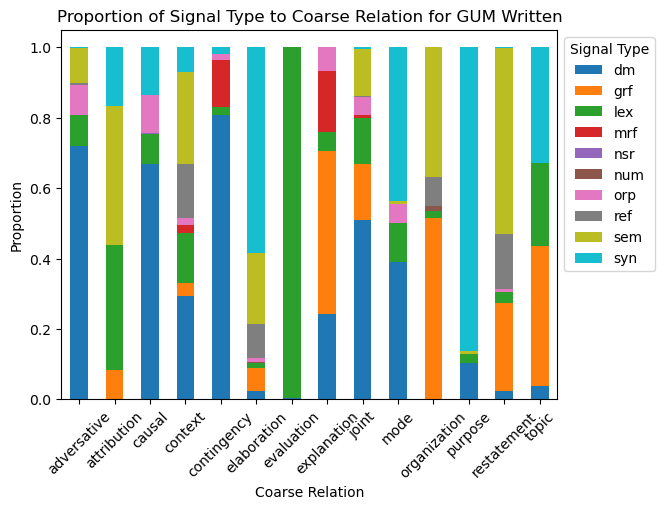 Proportion of Signal Type to Coarse Relation for GUM Written
Signal Type
dm
grf
lex
mrf
nsr
num
orp
ref
sem
syn
Proportion
1.0
0.8
0.6
0.4
0.2
0.0
adversative
attribution
causal
context
contingency
elaboration
evaluation
explanation
joint
mode
organization
purpose
restatement
topic
Coarse Relation